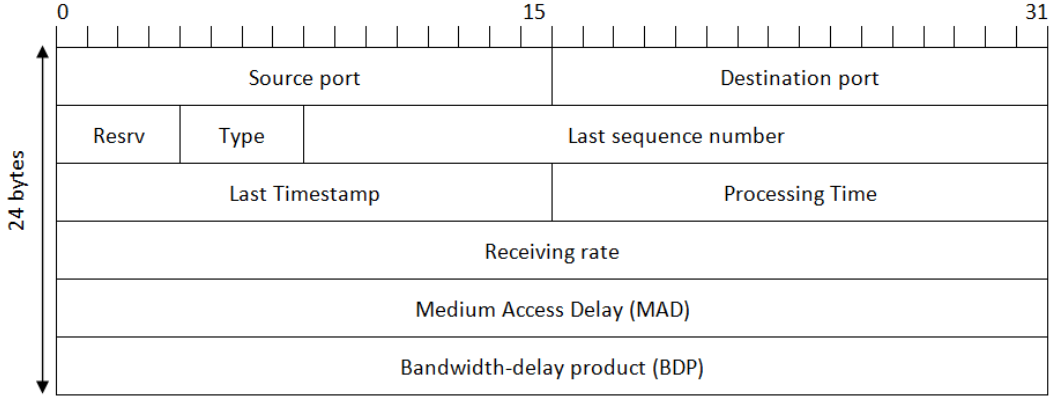 0 15 31
Source port Destination port
Resrv Type Last sequence number
Last Timestamp Processing Time
24 bytes
Receiving rate
Medium Access Delay (MAD)
Bandwidth-delay product (BDP)